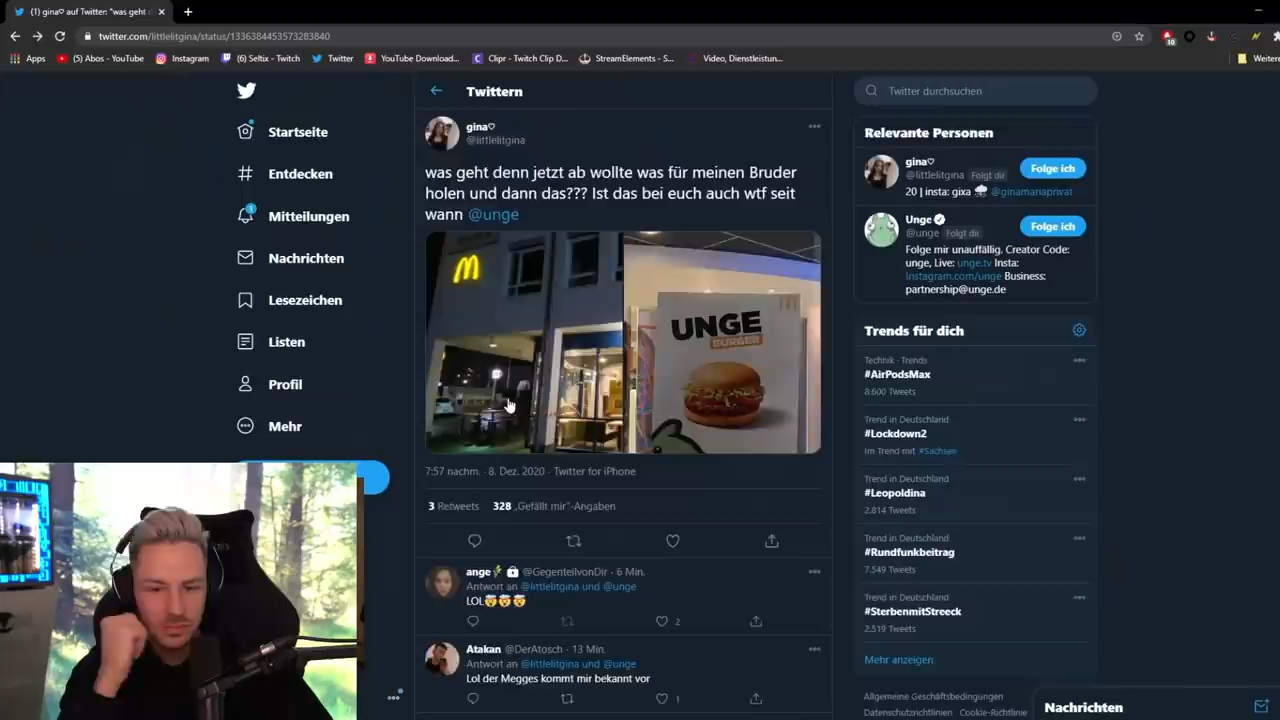 (1) gina♡ auf Twitter: "was geht
twitter.com/littlelitgina/status/1336384453573283840
Apps
(5) Abos - YouTube
Instagram
(6) Seltix - Twitch
Twitter
YouTube Download...
Clipr - Twitch Clip D...
StreamElements - S...
Video, Dienstleistun...
Weitere
Startseite
Entdecken
Mitteilungen
Nachrichten
Lesezeichen
Listen
Profil
Mehr
Twittern
gina♡
@littlelitgina
was geht denn jetzt ab wollte was für meinen Bruder
holen und dann das??? Ist das bei euch auch wtf seit
wann @unge
UNGE
BURGER
7:57 nachm. · 8. Dez. 2020 · Twitter for iPhone
3 Retweets 328 „Gefällt mir"-Angaben
ange @GegenteilvonDir · 6 Min.
Antwort an @littlelitgina und @unge
LOL🤯🤯🤯
2
Atakan @DerAtosch · 13 Min.
Antwort an @littlelitgina und @unge
Lol der Megges kommt mir bekannt vor
1
Twitter durchsuchen
Relevante Personen
gina♡
@littlelitgina Folgt dir
Folge ich
20 | insta: gixa 🌧 @ginamariaprivat
Unge
@unge Folgt dir
Folge ich
Folge mir unauffällig, Creator Code:
unge, Live: unge.tv Insta:
Instagram.com/unge Business:
partnership@unge.de
Trends für dich
Technik · Trends
#AirPodsMax
8.600 Tweets
Trend in Deutschland
#Lockdown2
Im Trend mit #Sachsen
Trend in Deutschland
#Leopoldina
2.814 Tweets
Trend in Deutschland
#Rundfunkbeitrag
7.549 Tweets
Trend in Deutschland
#SterbenmitStreeck
2.519 Tweets
Mehr anzeigen
Allgemeine Geschäftsbedingungen
Datenschutzrichtlinien Cookie-Richtlinie
Nachrichten